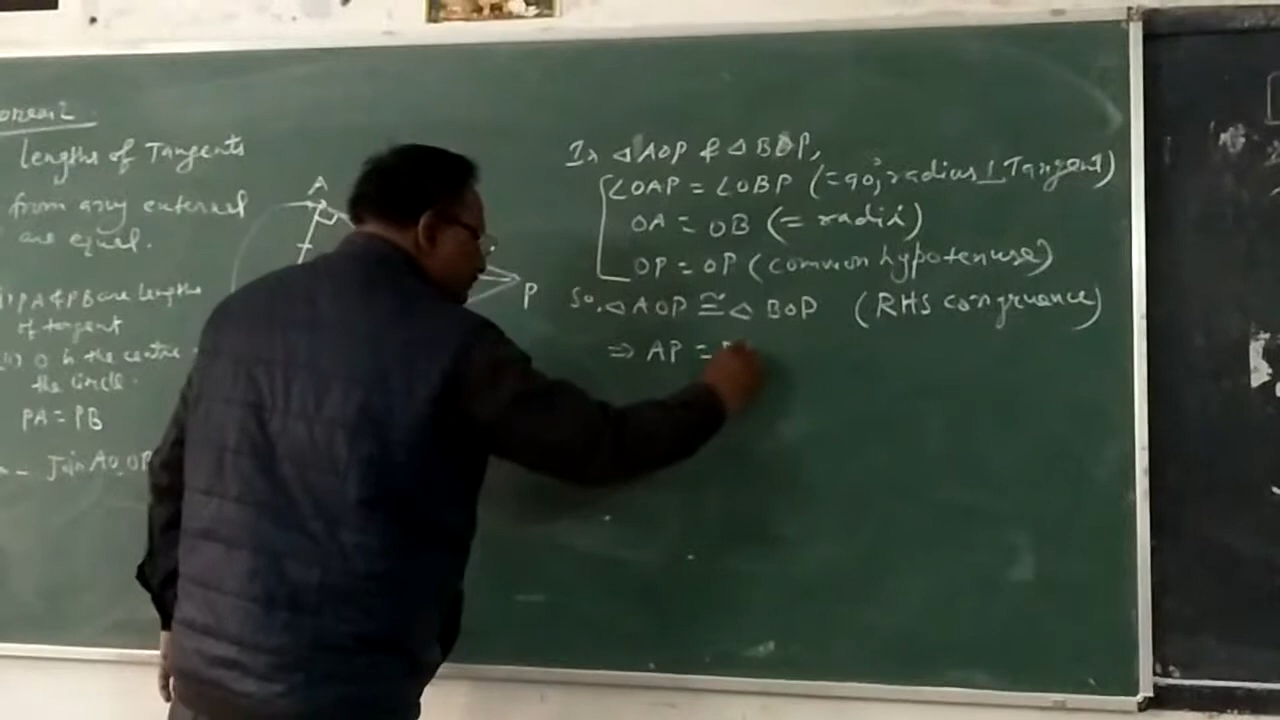 lengths of Tangents
from any external
are equal.
PA & PB are lengths
of tangent
O is the centre
the circle.
PA = PB
Join AO, OP
A
P
In △AOP & △BOP,
∠OAP = ∠OBP (=90°, radius ⊥ Tangent)
OA = OB (= radii)
OP = OP (common hypotenuse)
So, △AOP ≅ △BOP (RHS congruence)
⇒ AP =